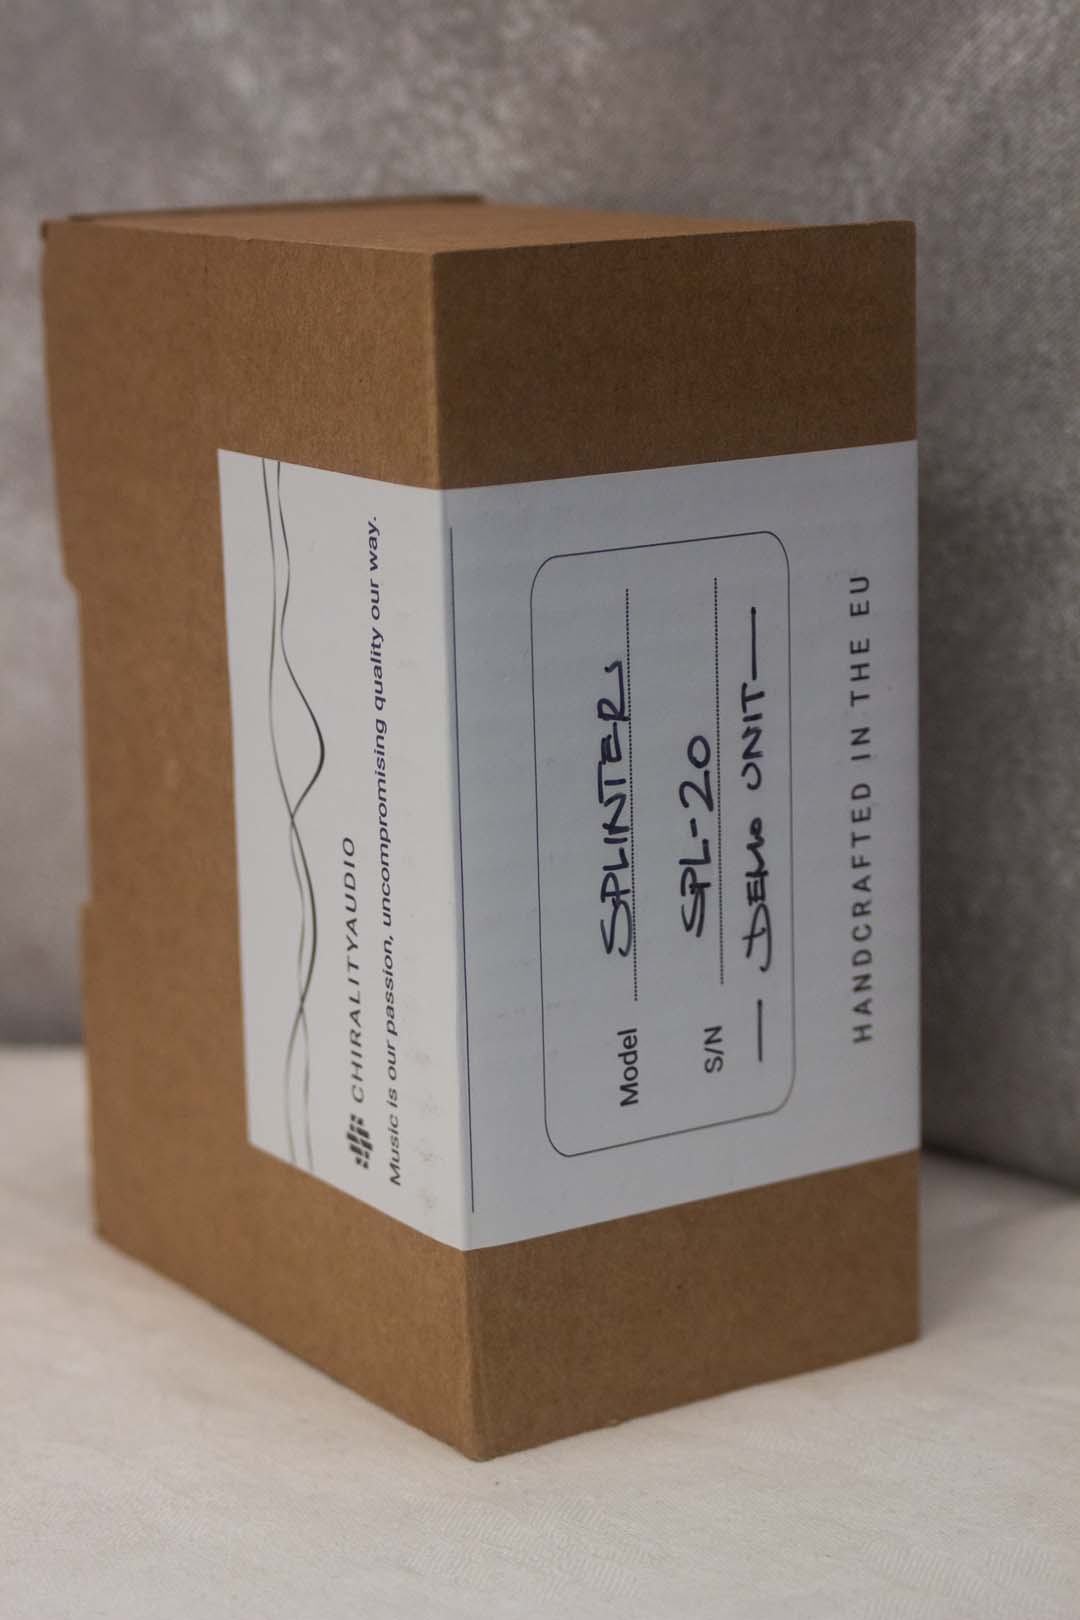 CHIRALITYAUDIO
Music is our passion, uncompromising quality our way.
Model SPLINTER
S/N SPL-20
— DEMO UNIT —
HANDCRAFTED IN THE EU